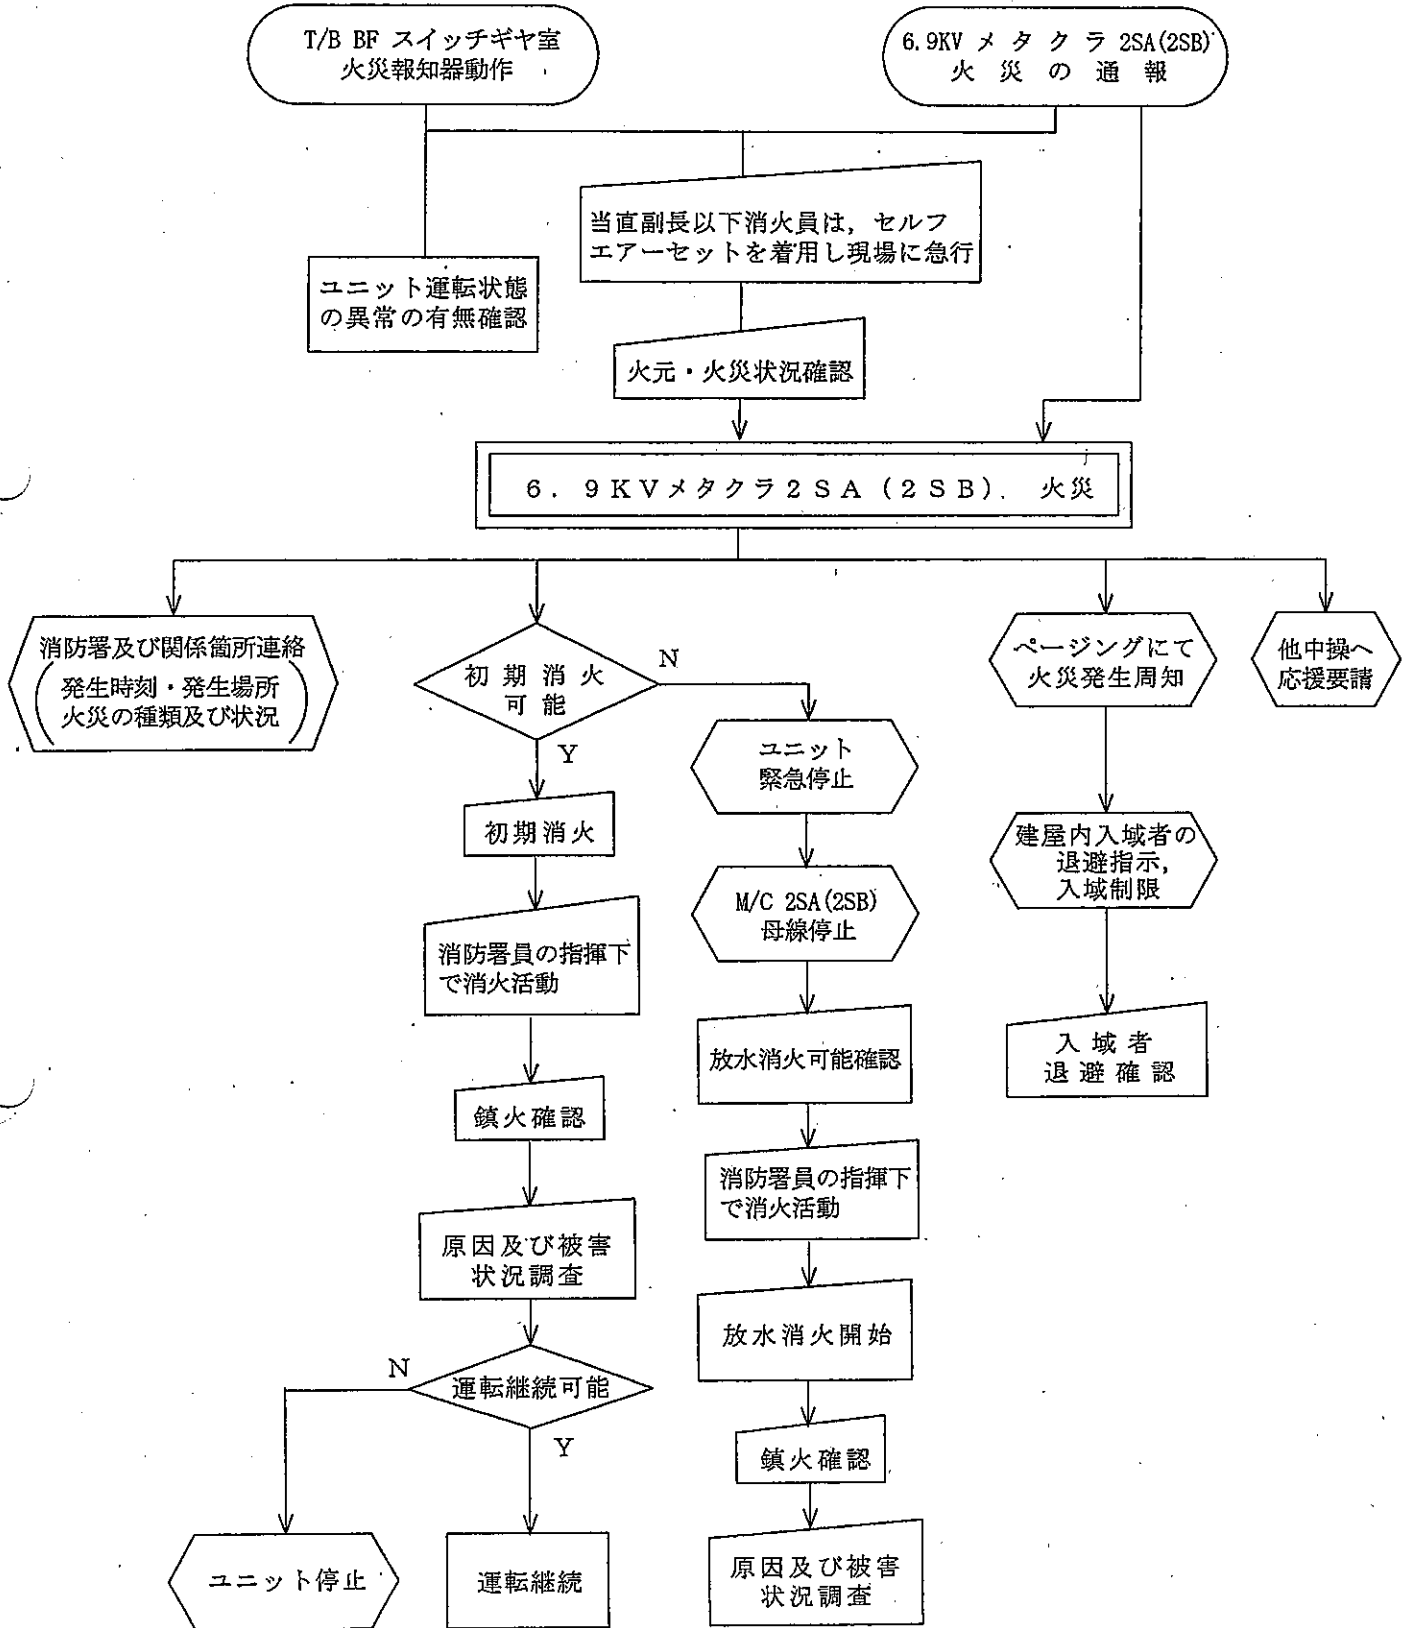 T/B BF スイッチギヤ室
火災報知器動作
6.9KV メタクラ 2SA(2SB)
火災の通報
当直副長以下消火員は，セルフ
エアーセットを着用し現場に急行
ユニット運転状態
の異常の有無確認
火元・火災状況確認
6．9KVメタクラ2SA（2SB） 火災
消防署及び関係箇所連絡
発生時刻・発生場所
火災の種類及び状況
初期消火
可能
N
Y
ページングにて
火災発生周知
他中操へ
応援要請
ユニット
緊急停止
初期消火
建屋内入域者の
退避指示，
入域制限
M/C 2SA(2SB)
母線停止
消防署員の指揮下
で消火活動
放水消火可能確認
入域者
退避確認
鎮火確認
消防署員の指揮下
で消火活動
原因及び被害
状況調査
放水消火開始
N
運転継続可能
Y
鎮火確認
ユニット停止
運転継続
原因及び被害
状況調査